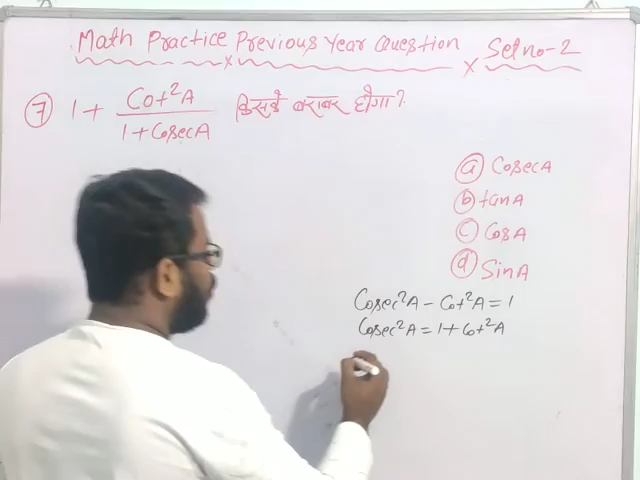 Math Practice Previous Year Question Set no-2
⑦ 1 + Cot²A / 1 + CosecA किसके बराबर होगा?
ⓐ CosecA
ⓑ tanA
ⓒ CosA
ⓓ SinA
Cosec²A - Cot²A = 1
Cosec²A = 1 + Cot²A